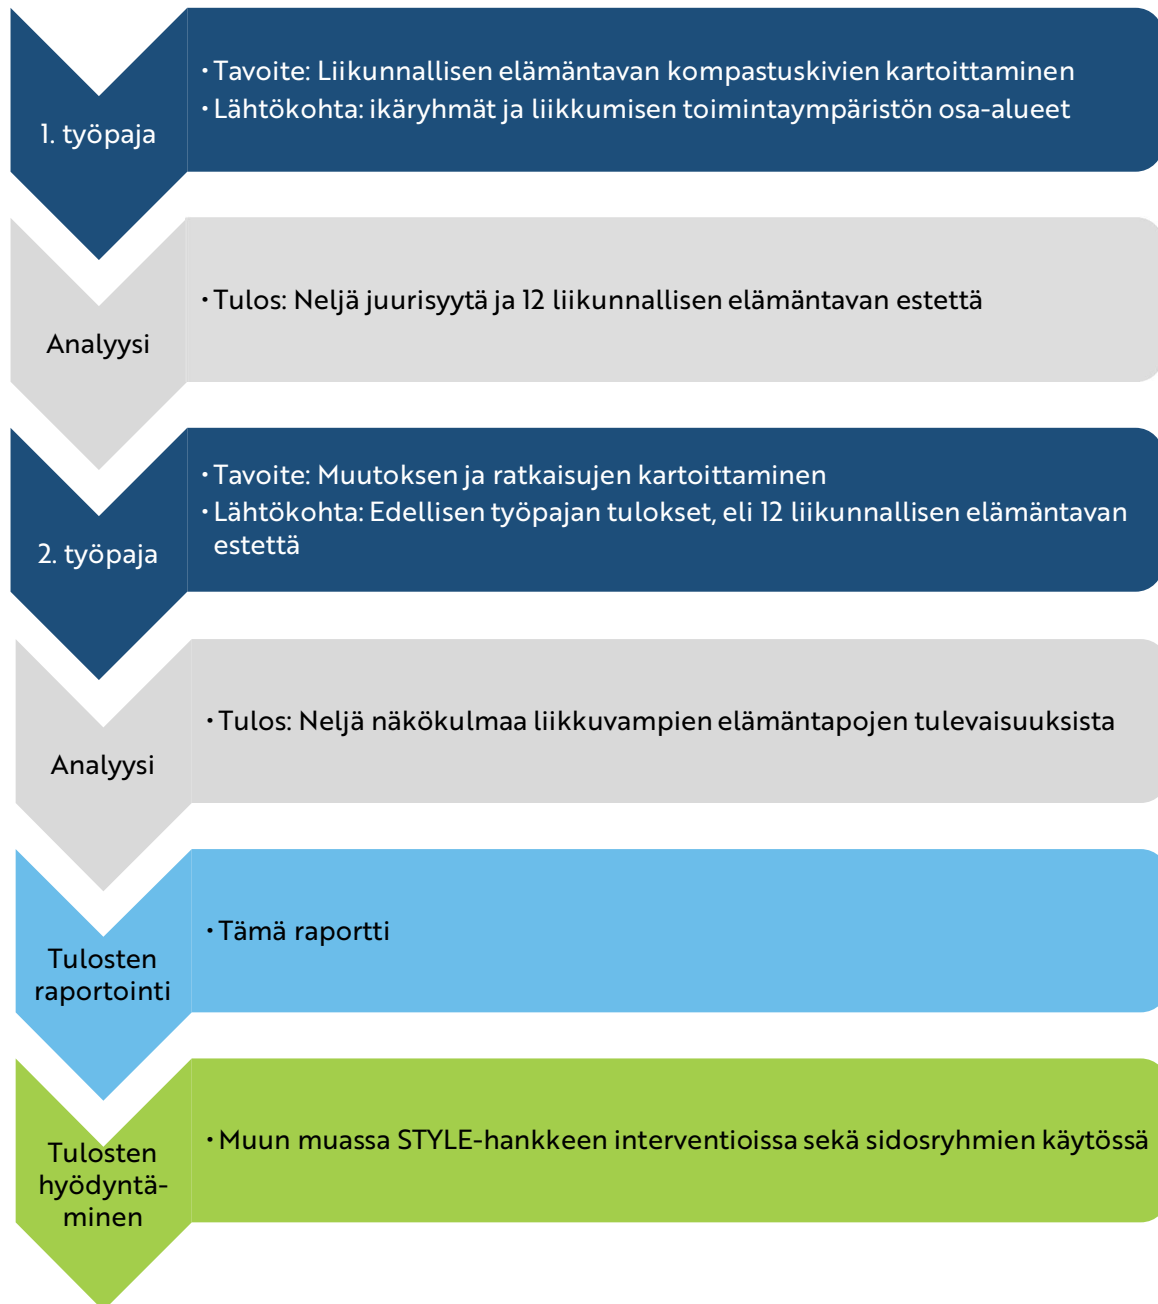 1. työpaja
• Tavoite: Liikunnallisen elämäntavan kompastuskivien kartoittaminen
• Lähtökohta: ikäryhmät ja liikkumisen toimintaympäristön osa-alueet
Analyysi
• Tulos: Neljä juurisyytä ja 12 liikunnallisen elämäntavan estettä
2. työpaja
• Tavoite: Muutoksen ja ratkaisujen kartoittaminen
• Lähtökohta: Edellisen työpajan tulokset, eli 12 liikunnallisen elämäntavan
estettä
Analyysi
• Tulos: Neljä näkökulmaa liikkuvampien elämäntapojen tulevaisuuksista
Tulosten
raportointi
• Tämä raportti
Tulosten
hyödyntä-
minen
• Muun muassa STYLE-hankkeen interventioissa sekä sidosryhmien käytössä